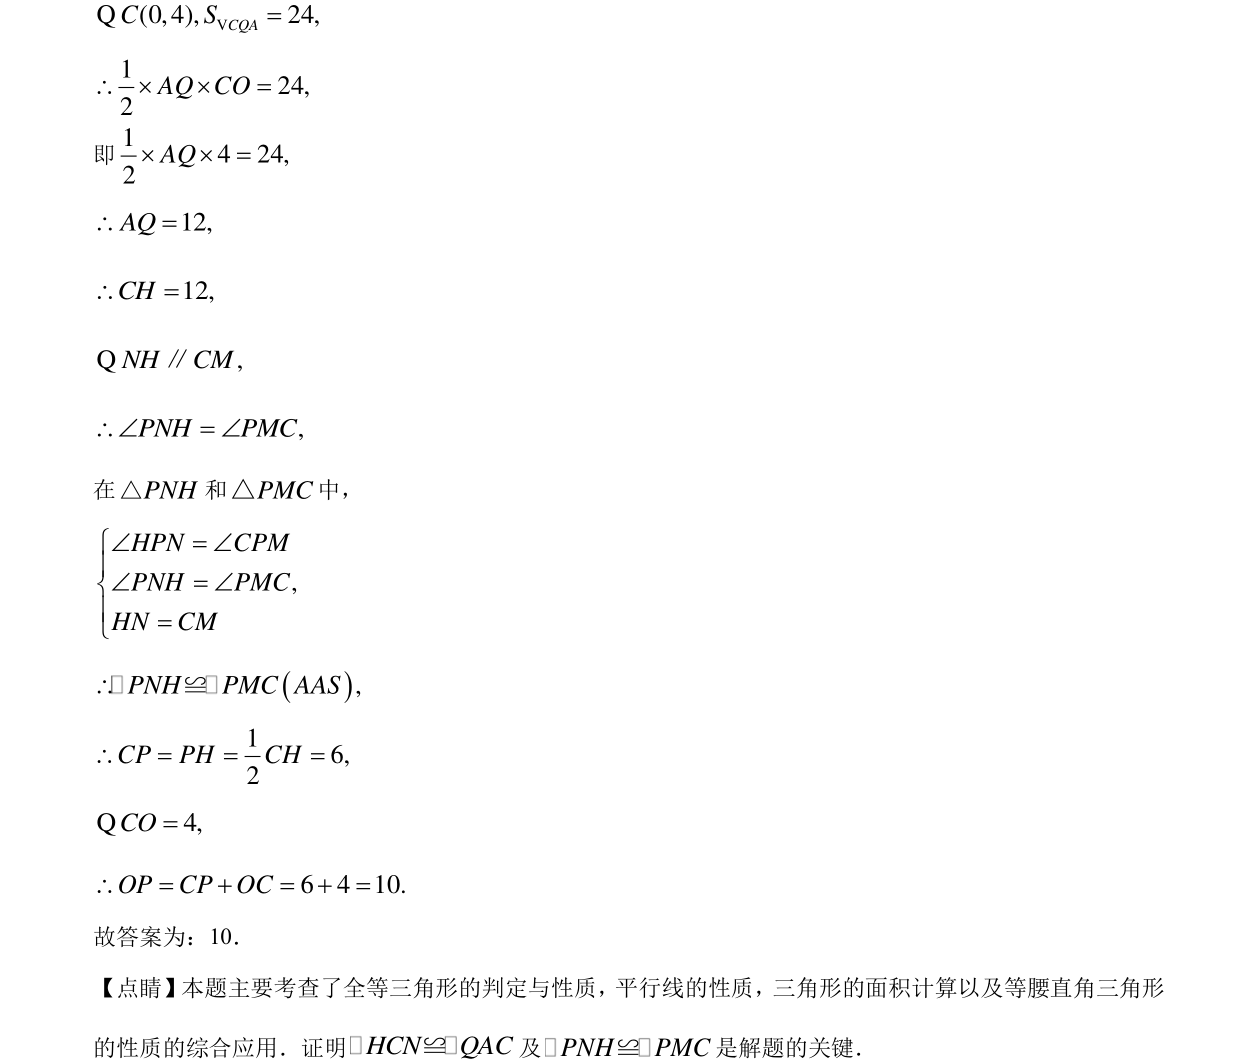 Q C(0,4), S_{VCQA} = 24,
∴ \frac{1}{2} × AQ × CO = 24,
即 \frac{1}{2} × AQ × 4 = 24,
∴ AQ = 12,
∴ CH = 12,
Q NH // CM,
∴ ∠PNH = ∠PMC,
在 △PNH 和 △PMC 中,
∠HPN = ∠CPM
∠PNH = ∠PMC,
HN = CM
∴□ PNH≌□ PMC(AAS),
∴ CP = PH = \frac{1}{2} CH = 6,
Q CO = 4,
∴ OP = CP + OC = 6 + 4 = 10.
故答案为：10．
【点睛】本题主要考查了全等三角形的判定与性质，平行线的性质，三角形的面积计算以及等腰直角三角形
的性质的综合应用．证明□ HCN≌□ QAC 及□ PNH≌□ PMC 是解题的关键．